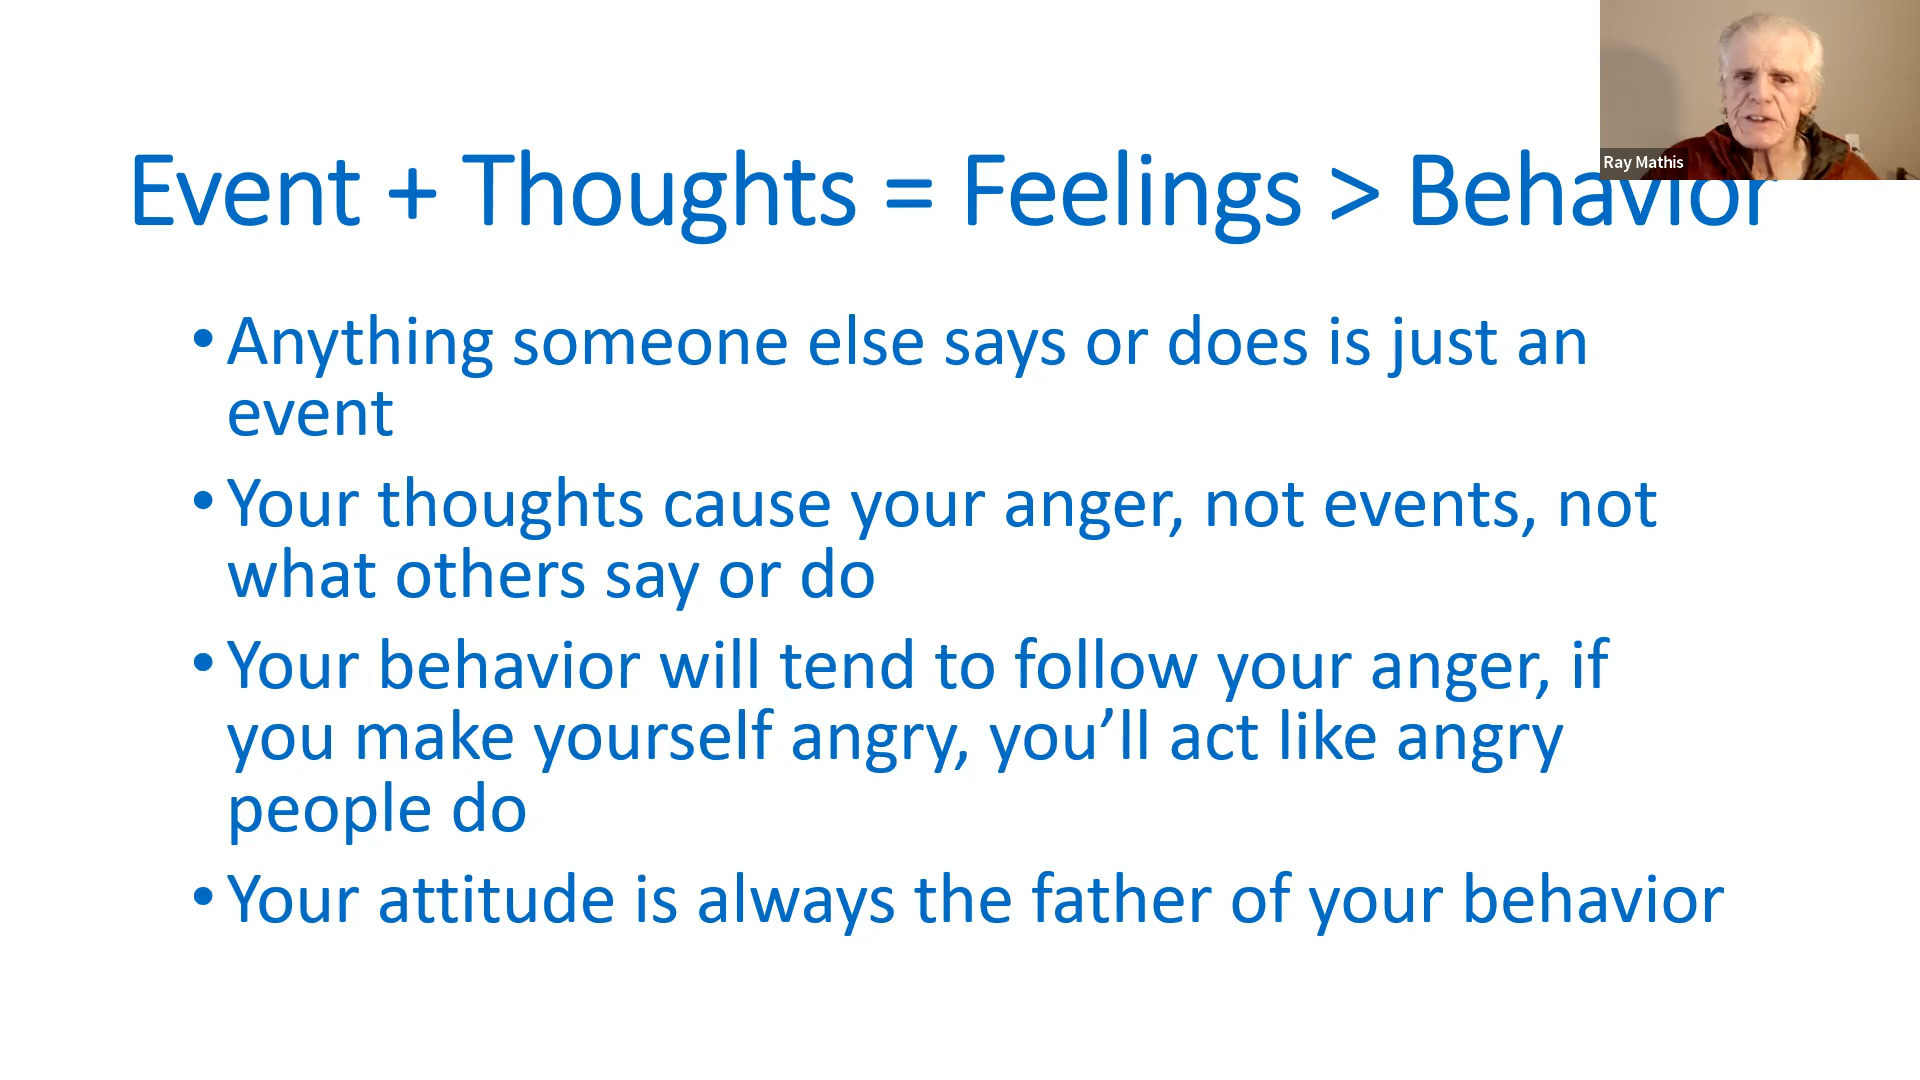 Ray Mathis
Event + Thoughts = Feelings > Behavior
• Anything someone else says or does is just an
event
• Your thoughts cause your anger, not events, not
what others say or do
• Your behavior will tend to follow your anger, if
you make yourself angry, you’ll act like angry
people do
• Your attitude is always the father of your behavior